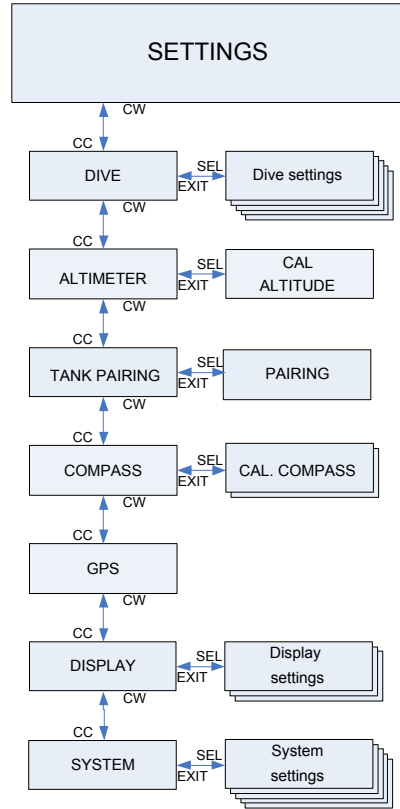 SETTINGS
CW
CC
DIVE
SEL
EXIT
Dive settings
CW
CC
ALTIMETER
SEL
EXIT
CAL
ALTITUDE
CW
CC
TANK PAIRING
SEL
EXIT
PAIRING
CW
CC
COMPASS
SEL
EXIT
CAL. COMPASS
CW
CC
GPS
CW
CC
DISPLAY
SEL
EXIT
Display
settings
CW
CC
SYSTEM
SEL
EXIT
System
settings